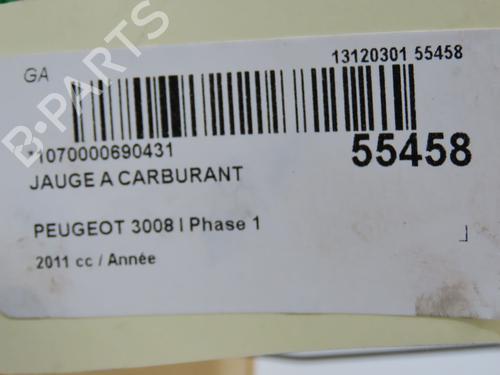 GA
13120301 55458
*1070000690431
55458
JAUGE A CARBURANT
PEUGEOT 3008 I Phase 1
2011 cc / Année
B-PARTS